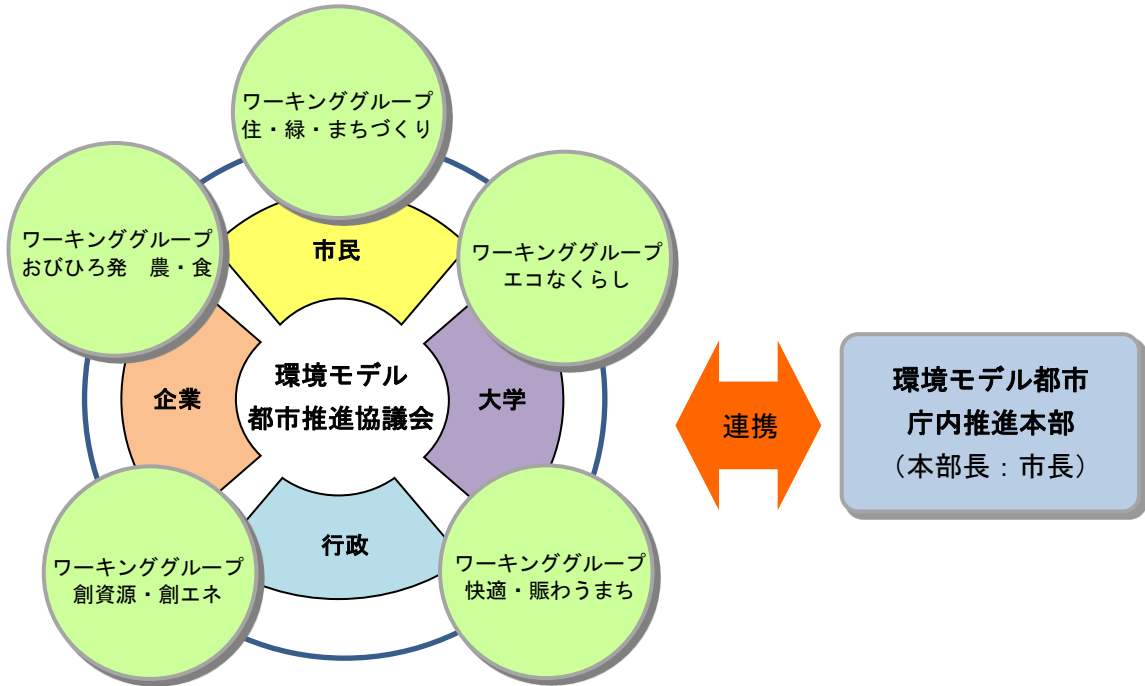 ワーキンググループ
住・緑・まちづくり
ワーキンググループ
おびひろ発　農・食
市民
ワーキンググループ
エコなくらし
企業
環境モデル
都市推進協議会
大学
連携
環境モデル都市
庁内推進本部
（本部長：市長）
行政
ワーキンググループ
創資源・創エネ
ワーキンググループ
快適・賑わうまち